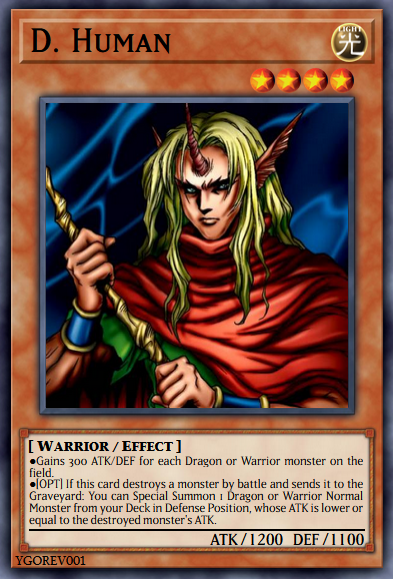 D. Human
LIGHT
光
[ Warrior / Effect ]
●Gains 300 ATK/DEF for each Dragon or Warrior monster on the
field.
●[OPT] If this card destroys a monster by battle and sends it to the
Graveyard: You can Special Summon 1 Dragon or Warrior Normal
Monster from your Deck in Defense Position, whose ATK is lower or
equal to the destroyed monster's ATK.
ATK/1200 DEF/1100
YGOREV001